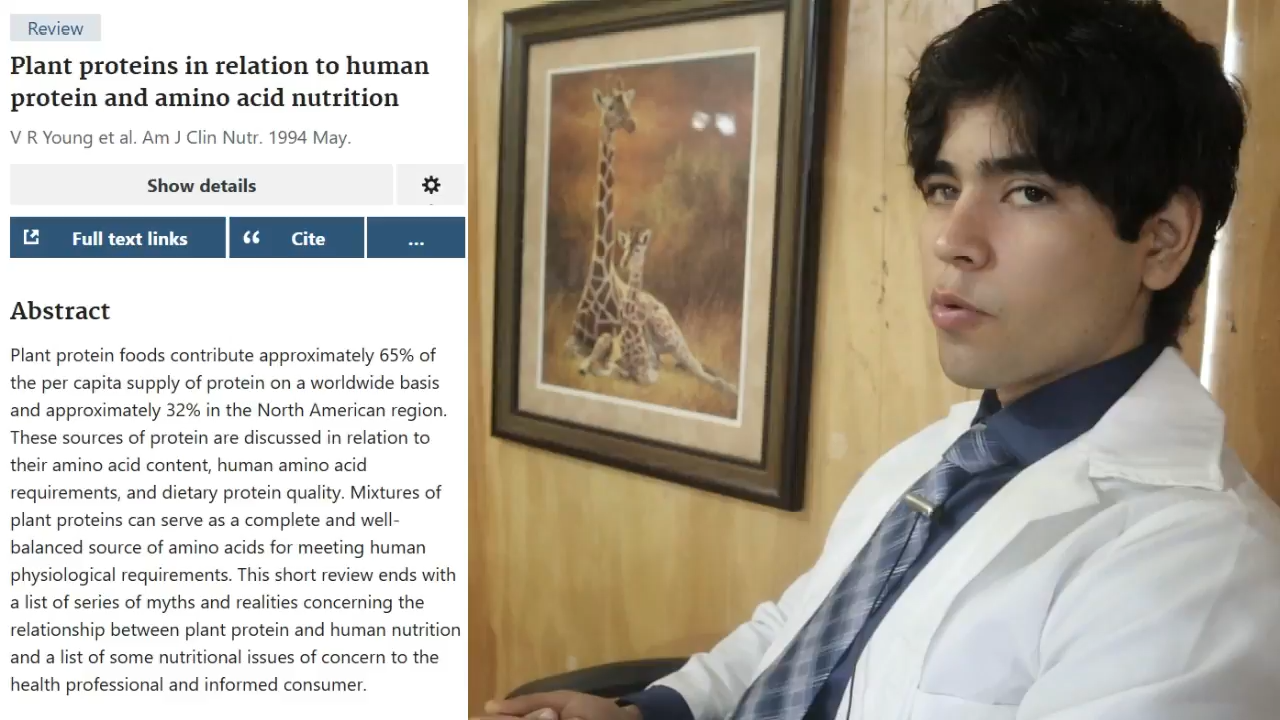 Review
Plant proteins in relation to human
protein and amino acid nutrition
V R Young et al. Am J Clin Nutr. 1994 May.
Show details
Full text links
Cite
...
Abstract
Plant protein foods contribute approximately 65% of
the per capita supply of protein on a worldwide basis
and approximately 32% in the North American region.
These sources of protein are discussed in relation to
their amino acid content, human amino acid
requirements, and dietary protein quality. Mixtures of
plant proteins can serve as a complete and well-
balanced source of amino acids for meeting human
physiological requirements. This short review ends with
a list of series of myths and realities concerning the
relationship between plant protein and human nutrition
and a list of some nutritional issues of concern to the
health professional and informed consumer.